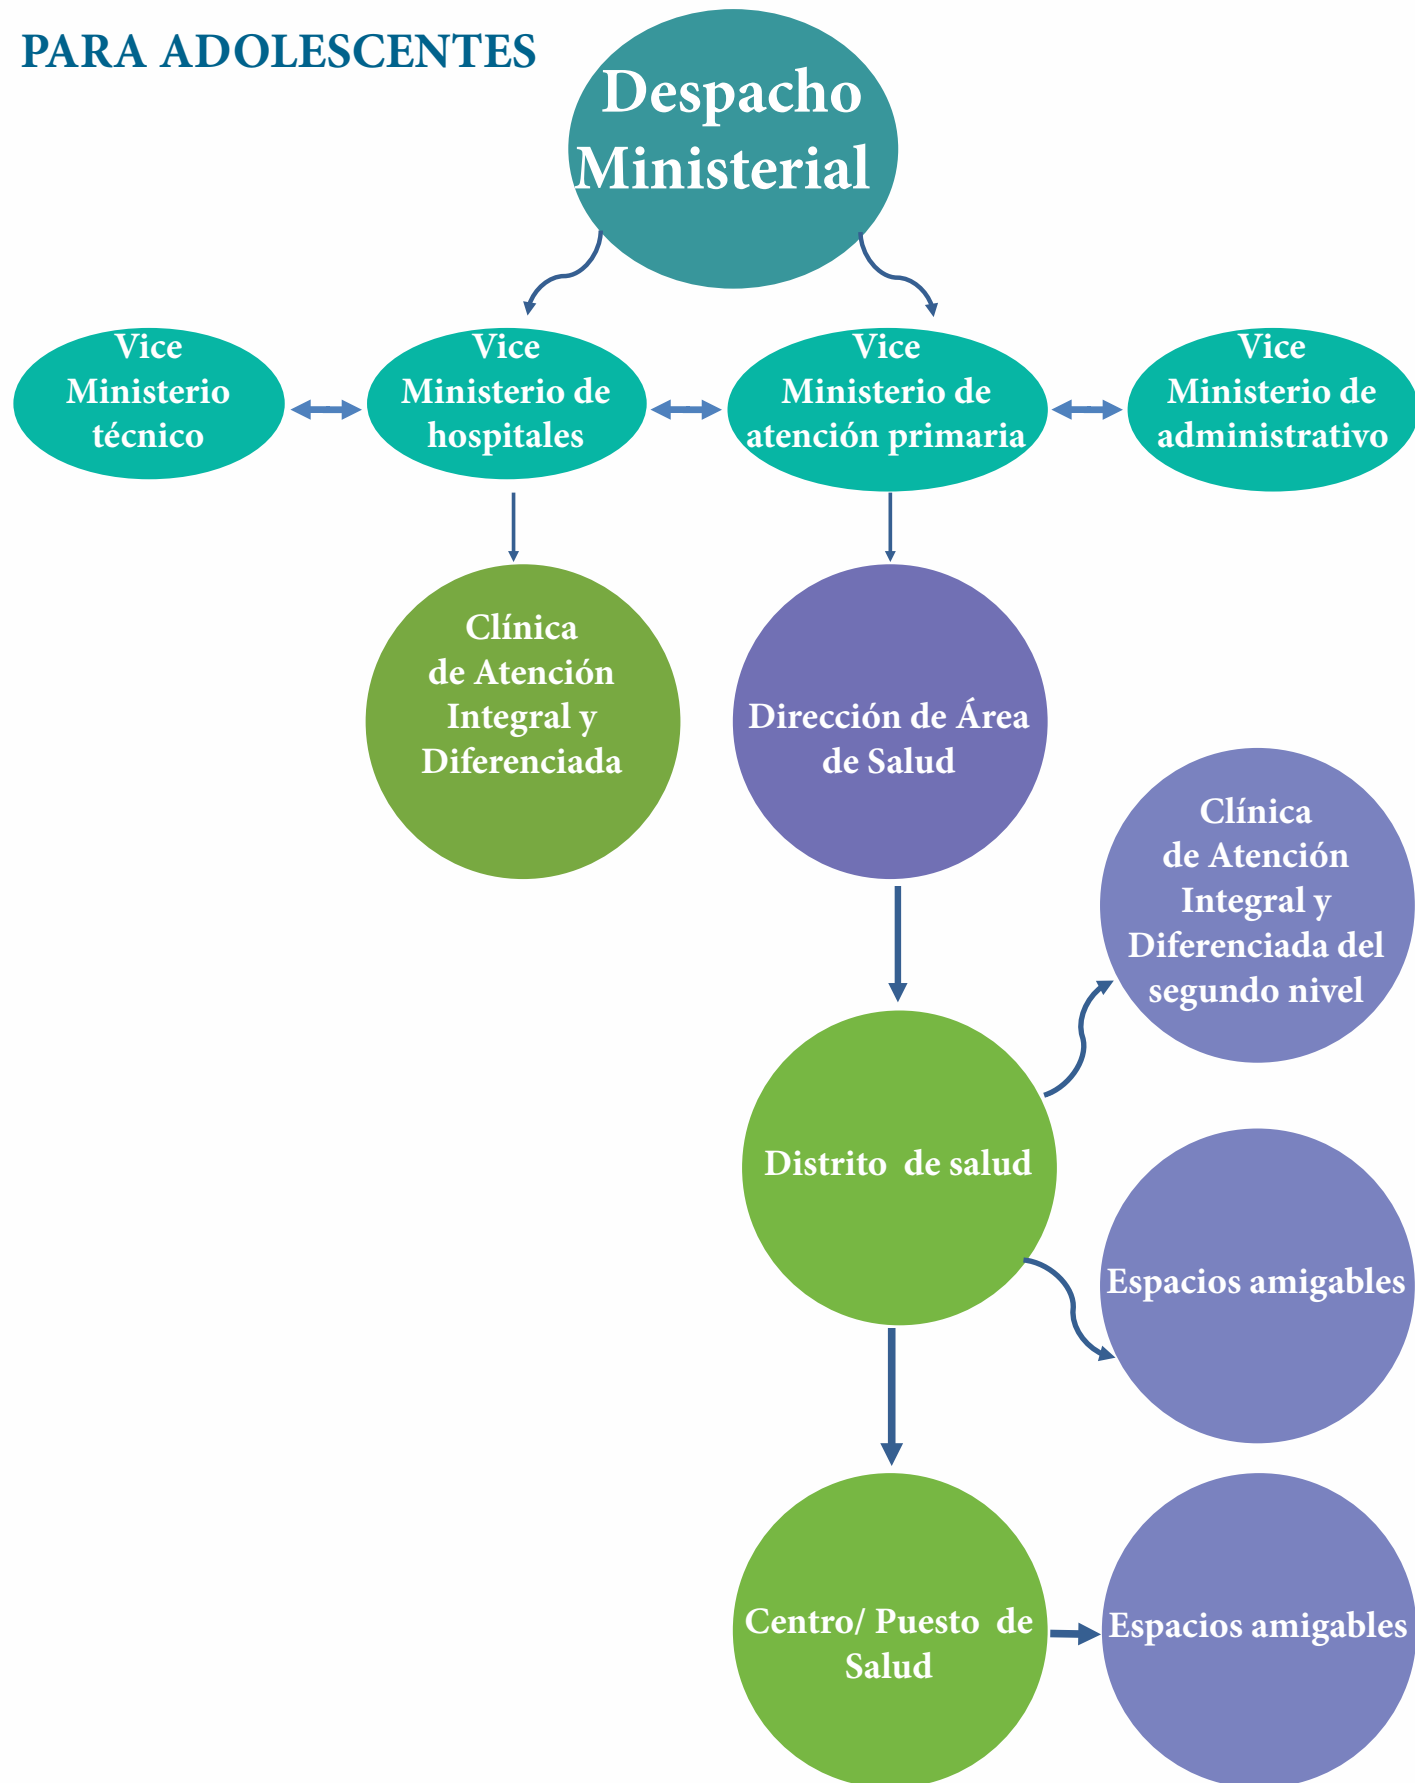 PARA ADOLESCENTES
Despacho
Ministerial
Vice
Ministerio
técnico
Vice
Ministerio de
hospitales
Vice
Ministerio de
atención primaria
Vice
Ministerio de
administrativo
Clínica
de Atención
Integral y
Diferenciada
Dirección de Área
de Salud
Clínica
de Atención
Integral y
Diferenciada del
segundo nivel
Distrito de salud
Espacios amigables
Centro/ Puesto de
Salud
Espacios amigables